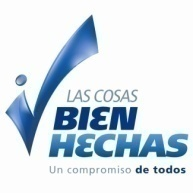 LAS COSAS
BIEN
HECHAS
Un compromiso de todos